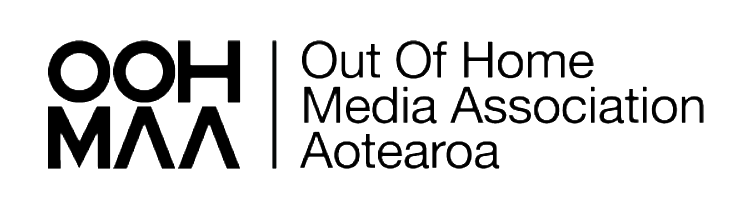 OOH
MAA
Out Of Home
Media Association
Aotearoa